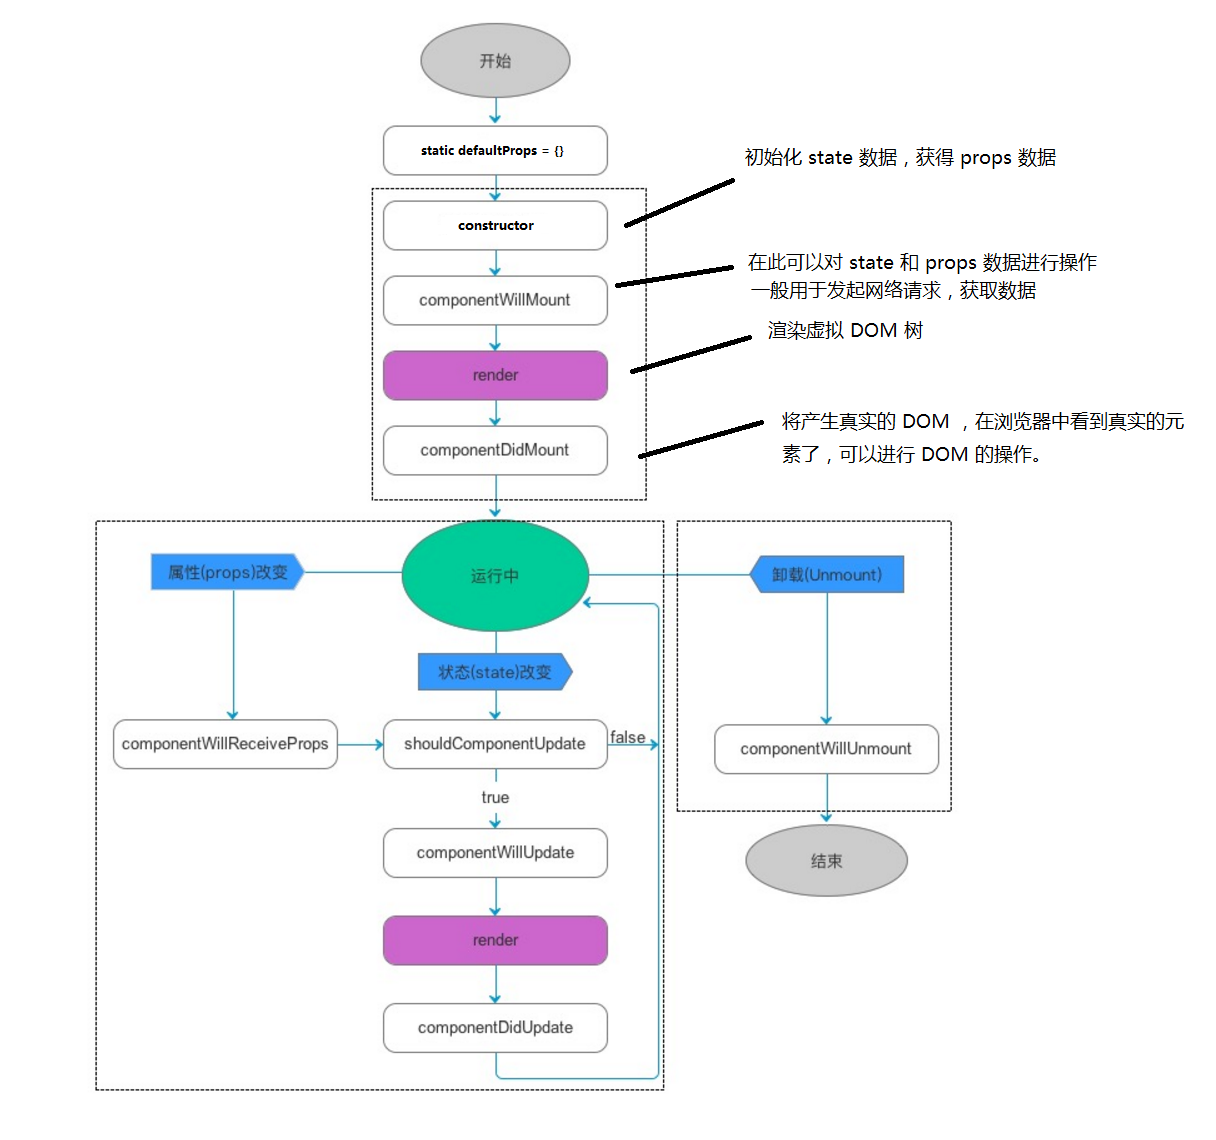 开始
static defaultProps = {}
初始化 state 数据，获得 props 数据
constructor
在此可以对 state 和 props 数据进行操作
一般用于发起网络请求，获取数据
componentWillMount
渲染虚拟 DOM 树
render
将产生真实的 DOM ，在浏览器中看到真实的元
素了，可以进行 DOM 的操作。
componentDidMount
属性(props)改变
运行中
卸载(Unmount)
状态(state)改变
componentWillReceiveProps
shouldComponentUpdate
false
componentWillUnmount
true
componentWillUpdate
结束
render
componentDidUpdate